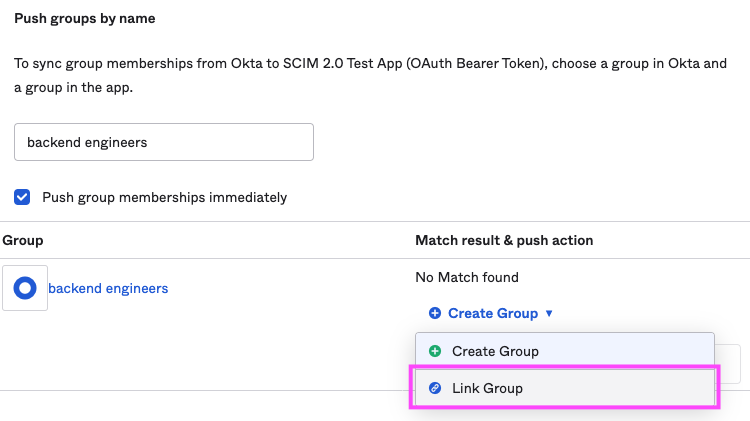 Push groups by name
To sync group memberships from Okta to SCIM 2.0 Test App (OAuth Bearer Token), choose a group in Okta and
a group in the app.
backend engineers
Push group memberships immediately
Group
Match result & push action
backend engineers
No Match found
Create Group ▼
Create Group
Link Group